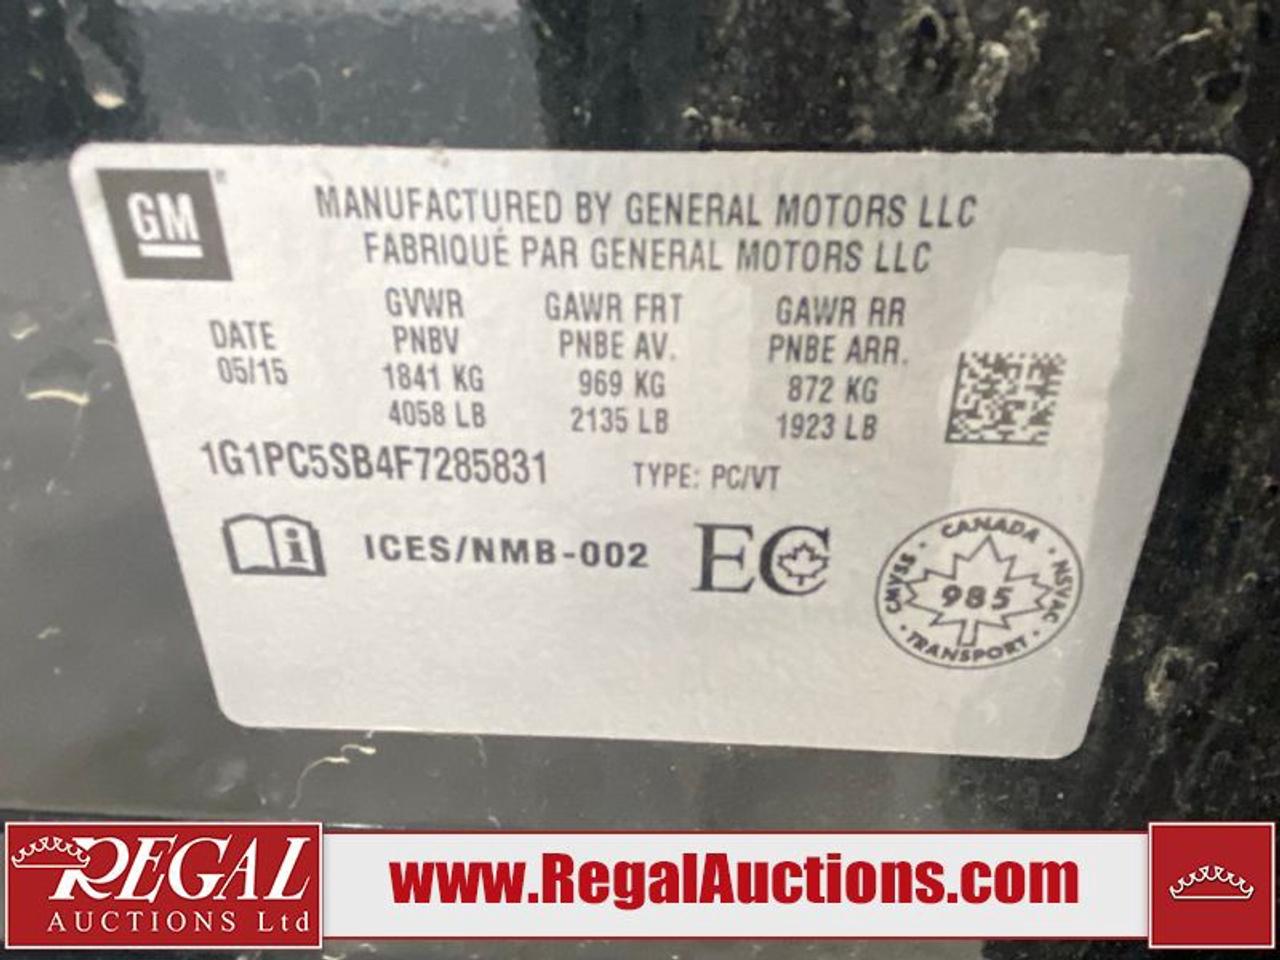 GM
MANUFACTURED BY GENERAL MOTORS LLC
FABRIQUÉ PAR GENERAL MOTORS LLC
DATE
05/15
GVWR
PNBV
1841 KG
4058 LB
GAWR FRT
PNBE AV.
969 KG
2135 LB
GAWR RR
PNBE ARR.
872 KG
1923 LB
1G1PC5SB4F7285831 TYPE: PC/VT
i ICES/NMB-002 EC
CANADA
CMVSS • 985 • NSVAC
• TRANSPORT •
REGAL
AUCTIONS Ltd
www.RegalAuctions.com